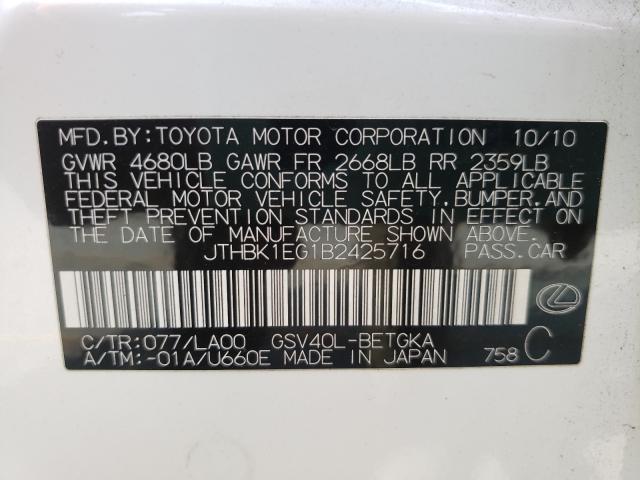 MFD.BY:TOYOTA MOTOR CORPORATION 10/10
GVWR 4680LB GAWR FR 2668LB RR 2359LB
THIS VEHICLE CONFORMS TO ALL APPLICABLE
FEDERAL MOTOR VEHICLE SAFETY.BUMPER.AND
THEFT PREVENTION STANDARDS IN EFFECT ON
THE DATE OF MANUFACTURE SHOWN ABOVE.
JTHBK1EG1B2425716 PASS.CAR
C/TR:077/LA00 GSV40L-BETGKA
A/TM:-01A/U660E MADE IN JAPAN 758 C